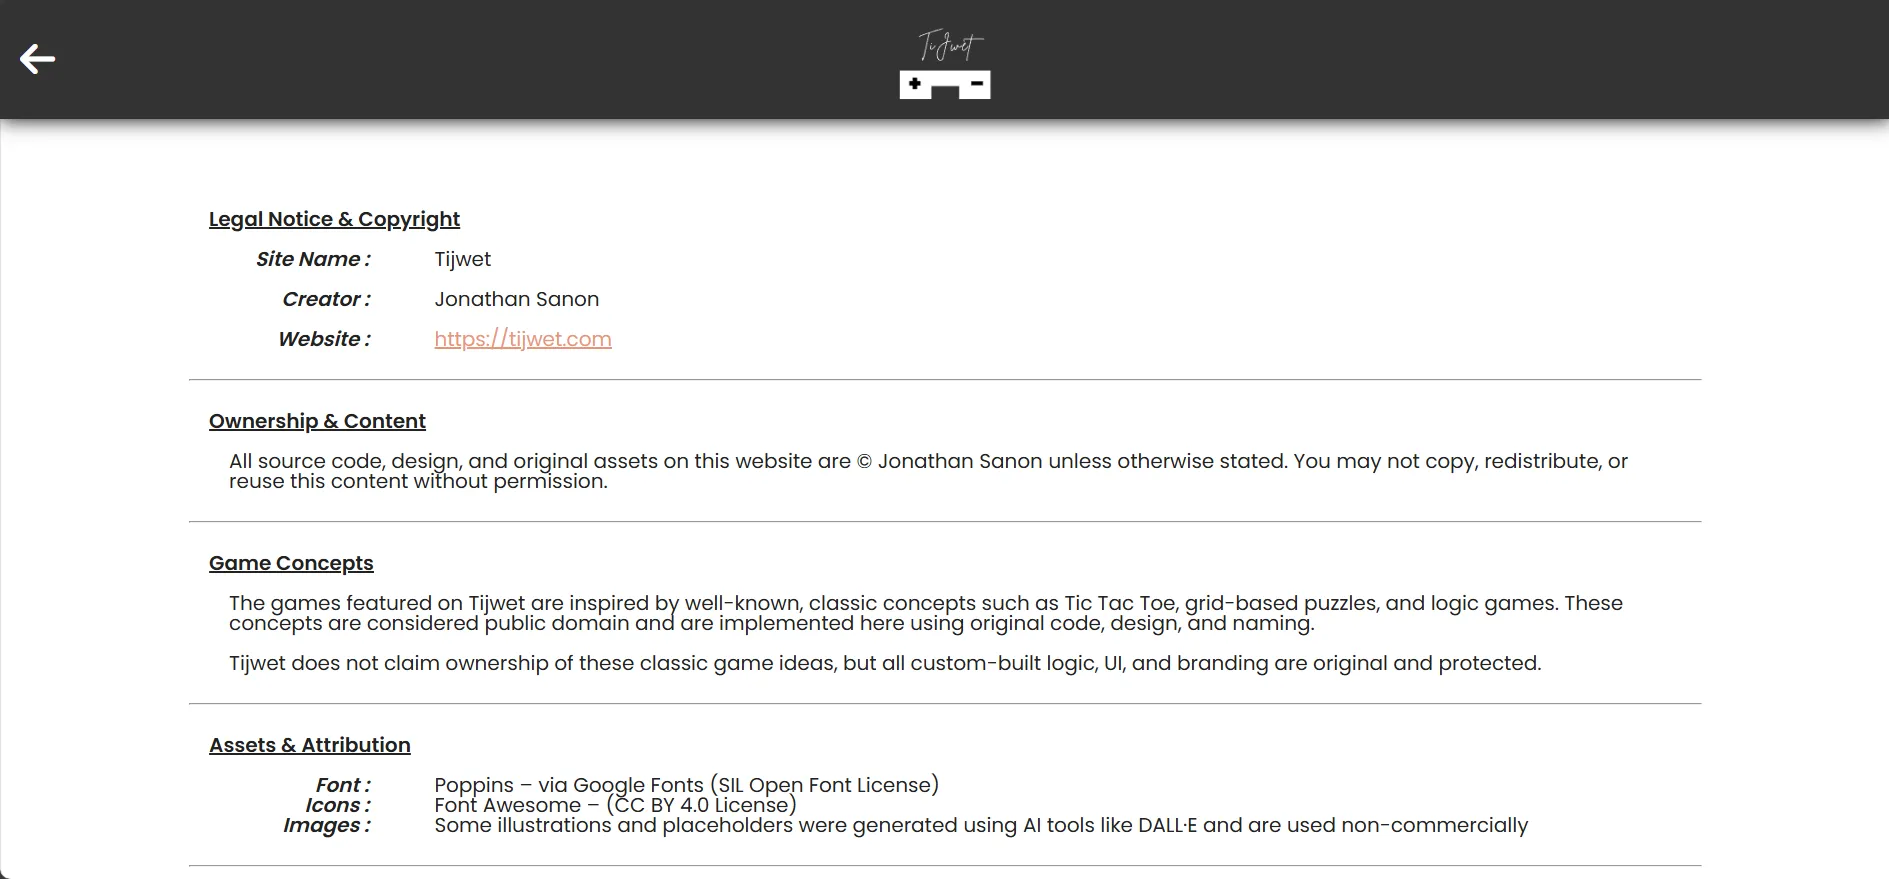 TiJwet
Legal Notice & Copyright
Site Name : Tijwet
Creator : Jonathan Sanon
Website : https://tijwet.com
Ownership & Content
All source code, design, and original assets on this website are © Jonathan Sanon unless otherwise stated. You may not copy, redistribute, or
reuse this content without permission.
Game Concepts
The games featured on Tijwet are inspired by well-known, classic concepts such as Tic Tac Toe, grid-based puzzles, and logic games. These
concepts are considered public domain and are implemented here using original code, design, and naming.
Tijwet does not claim ownership of these classic game ideas, but all custom-built logic, UI, and branding are original and protected.
Assets & Attribution
Font : Poppins – via Google Fonts (SIL Open Font License)
Icons : Font Awesome – (CC BY 4.0 License)
Images : Some illustrations and placeholders were generated using AI tools like DALL·E and are used non-commercially